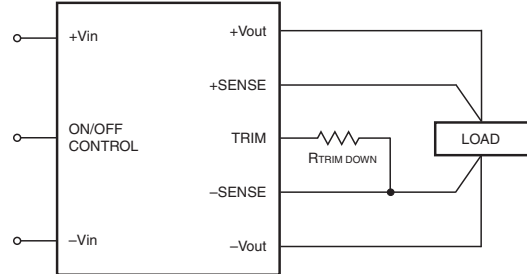 +Vin
+Vout
+SENSE
ON/OFF
CONTROL
TRIM
LOAD
RTRIM DOWN
–SENSE
–Vin
–Vout